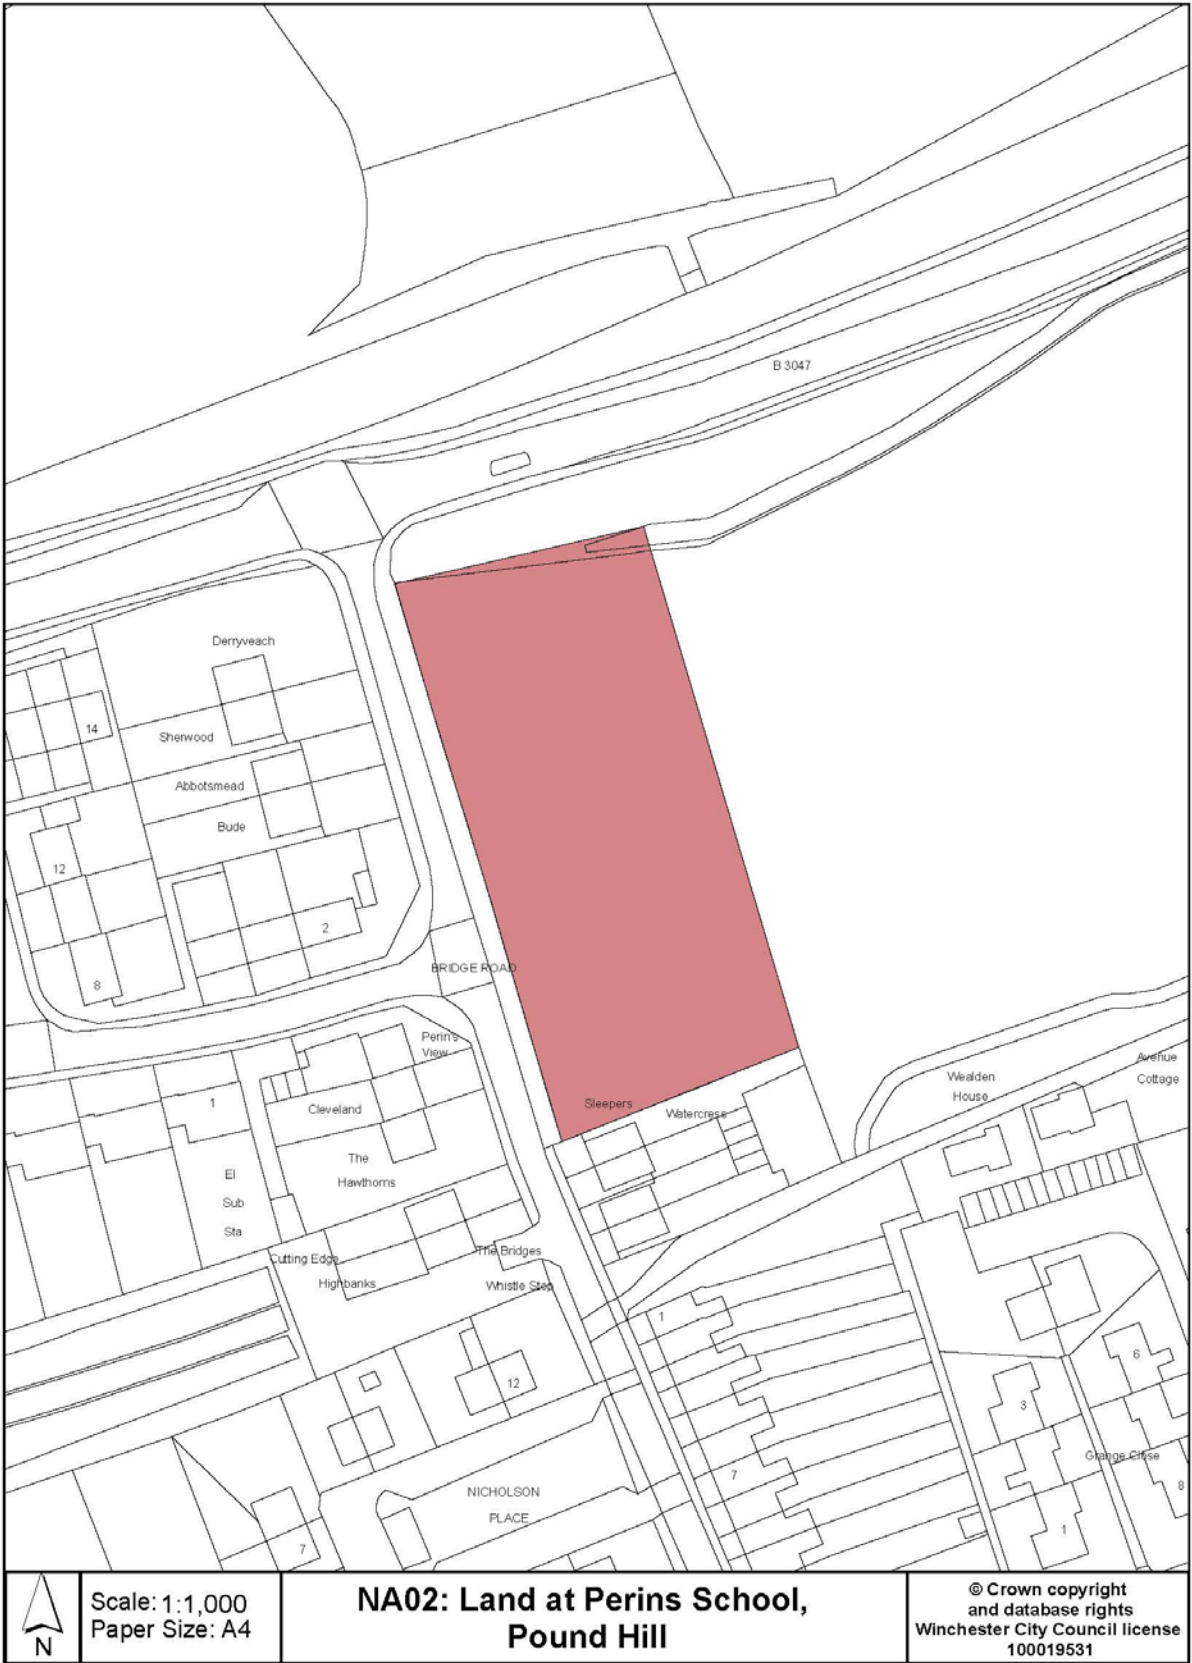 B 3047
Derryveach
14
Sherwood
Abbotsmead
Bude
12
2
8
BRIDGE ROAD
Perin's
View
Avenue
Cottage
Wealden
House
1
Cleveland
Sleepers
Watercress
The
Hawthorns
El
Sub
Sta
Cutting Edge
The Bridges
Highbanks
Whistle Stop
1
6
12
3
Grange Close
7
8
NICHOLSON
PLACE
1
7
N
Scale: 1:1,000
Paper Size: A4
NA02: Land at Perins School,
Pound Hill
© Crown copyright
and database rights
Winchester City Council license
100019531